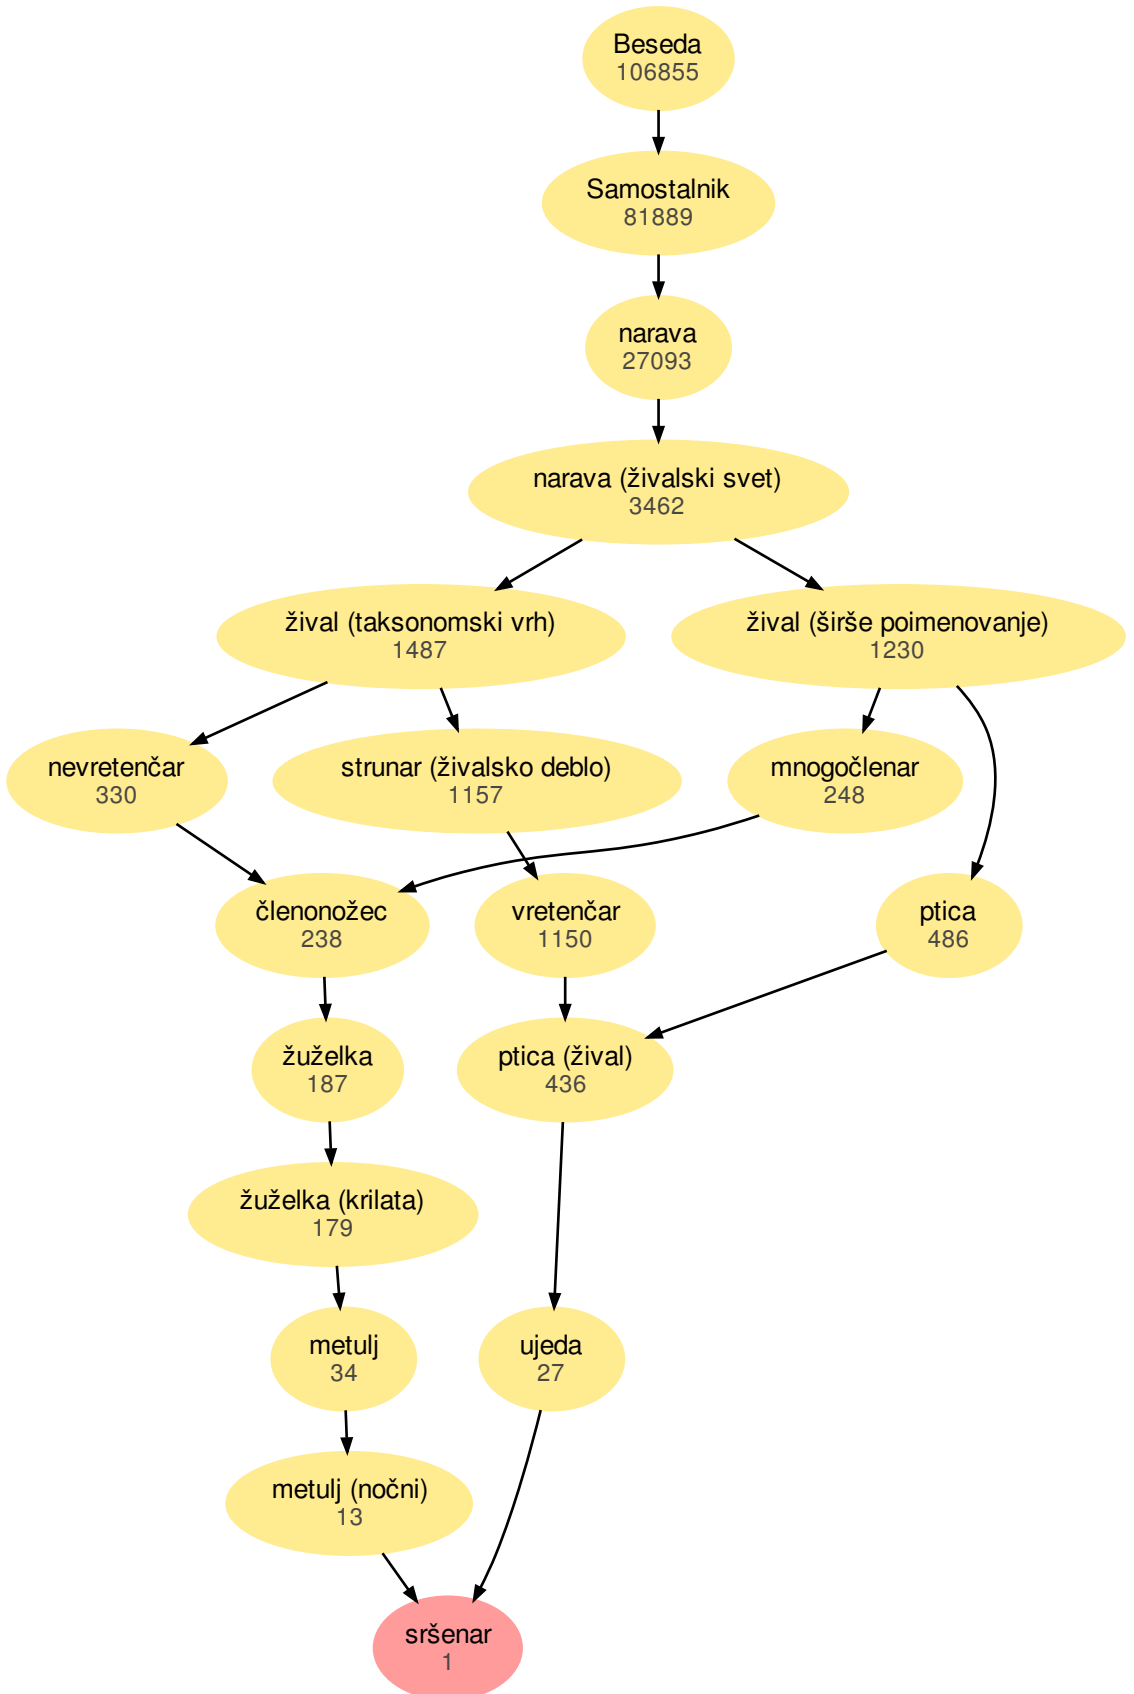 Beseda
106855
Samostalnik
81889
narava
27093
narava (živalski svet)
3462
žival (taksonomski vrh)
1487
žival (širše poimenovanje)
1230
nevretenčar
330
strunar (živalsko deblo)
1157
mnogočlenar
248
členonožec
238
vretenčar
1150
ptica
486
žuželka
187
ptica (žival)
436
žuželka (krilata)
179
metulj
34
ujeda
27
metulj (nočni)
13
sršenar
1